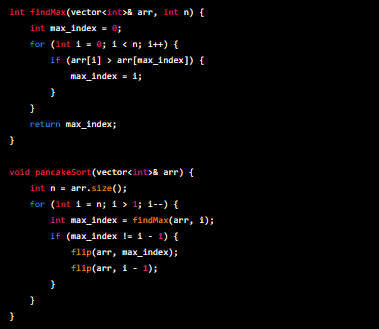 int findMax(vector<int>& arr, int n) {
    int max_index = 0;
    for (int i = 0; i < n; i++) {
        if (arr[i] > arr[max_index]) {
            max_index = i;
        }
    }
    return max_index;
}

void pancakeSort(vector<int>& arr) {
    int n = arr.size();
    for (int i = n; i > 1; i--) {
        int max_index = findMax(arr, i);
        if (max_index != i - 1) {
            flip(arr, max_index);
            flip(arr, i - 1);
        }
    }
}